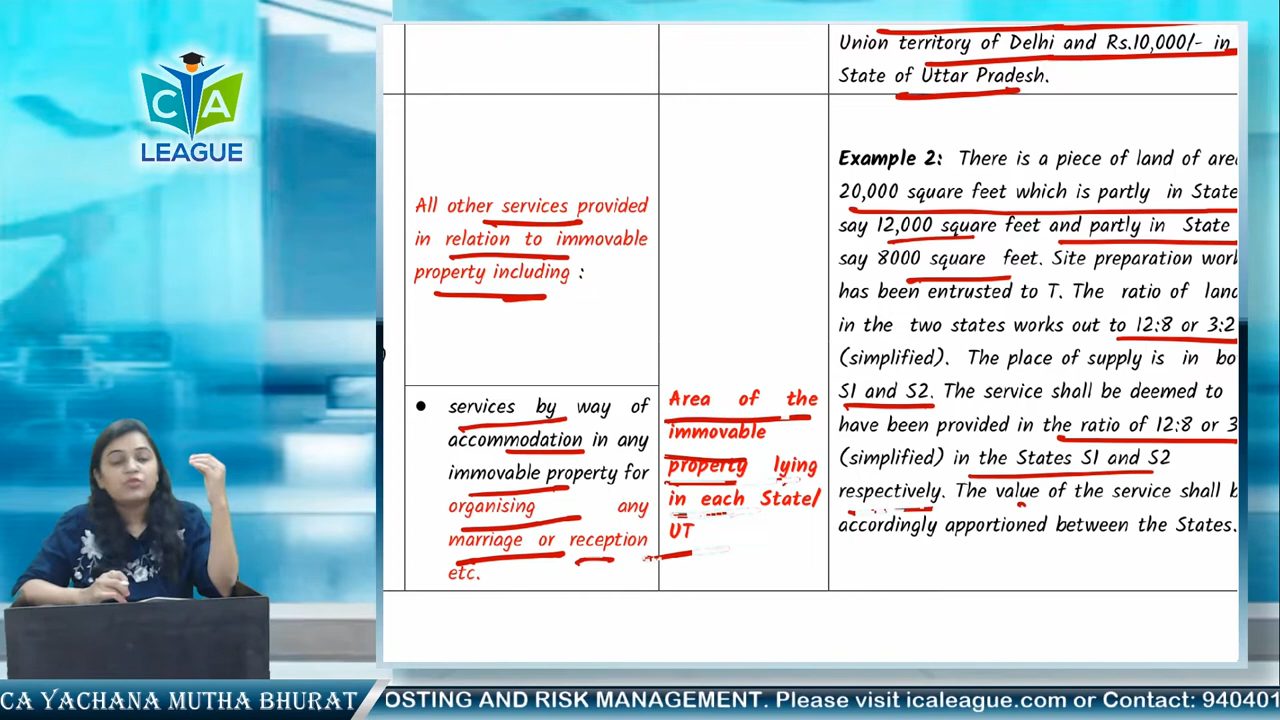 CA
LEAGUE
Union territory of Delhi and Rs.10,000/- in
State of Uttar Pradesh.
All other services provided
in relation to immovable
property including :
● services by way of
accommodation in any
immovable property for
organising any
marriage or reception
etc.
Area of the
immovable
property lying
in each State/
UT
Example 2: There is a piece of land of
20,000 square feet which is partly in State
say 12,000 square feet and partly in State
say 8000 square feet. Site preparation
has been entrusted to T. The ratio of
in the two states works out to 12:8 or 3:2
(simplified). The place of supply is in
S1 and S2. The service shall be deemed to
have been provided in the ratio of 12:8 or 3
(simplified) in the States S1 and S2
respectively. The value of the service shall
accordingly apportioned between the States.
CA YACHANA MUTHA BHURAT
OSTING AND RISK MANAGEMENT. Please visit icaleague.com or Contact: 940401